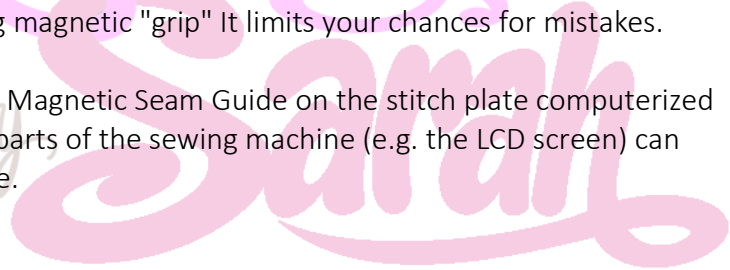 magnetic "grip" It limits your chances for mistakes.
Magnetic Seam Guide on the stitch plate computerized
parts of the sewing machine (e.g. the LCD screen) can
Sarah